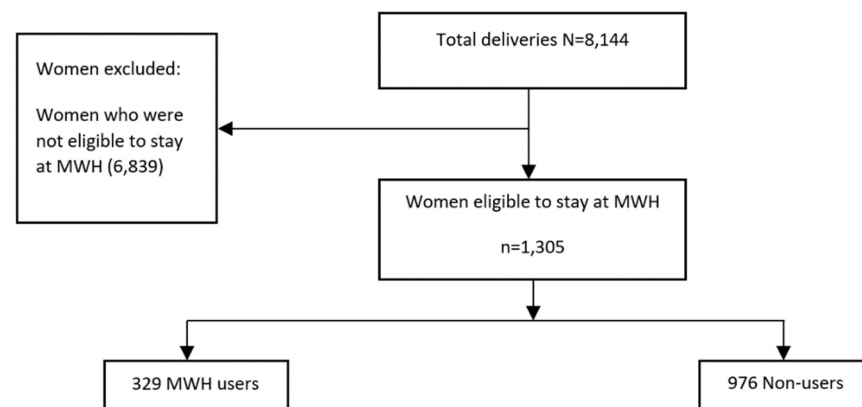 Total deliveries N=8,144
Women excluded:
Women who were
not eligible to stay
at MWH (6,839)
Women eligible to stay at MWH
n=1,305
329 MWH users
976 Non-users